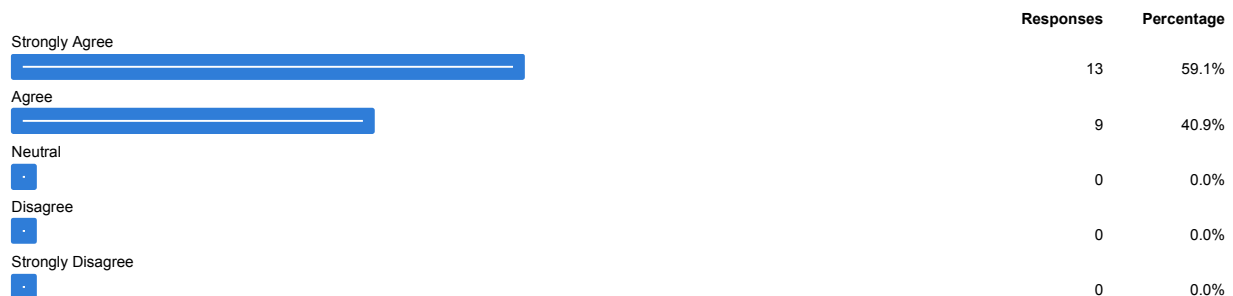 Responses Percentage
Strongly Agree
13 59.1%
Agree
9 40.9%
Neutral
0 0.0%
Disagree
0 0.0%
Strongly Disagree
0 0.0%